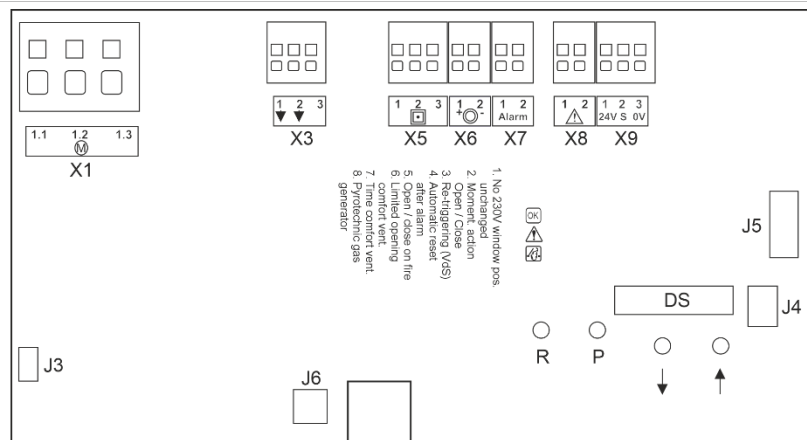 1 2 3
1 2 3
1 2
1 2
Alarm
1 2
1 2 3
24V S 0V
+ -
1.1 1.2 1.3
M
X1
X3
X5
X6
X7
X8
X9
1. No 230V window pos.
unchanged
2. Moment. action
Open / Close
3. Re-triggering (VdS)
4. Automatic reset
after alarm
5. Open / close on fire
6. Limited opening
comfort vent.
7. Time comfort vent.
8. Pyrotechnic gas
generator
OK
J5
DS
J4
R
P
J3
J6